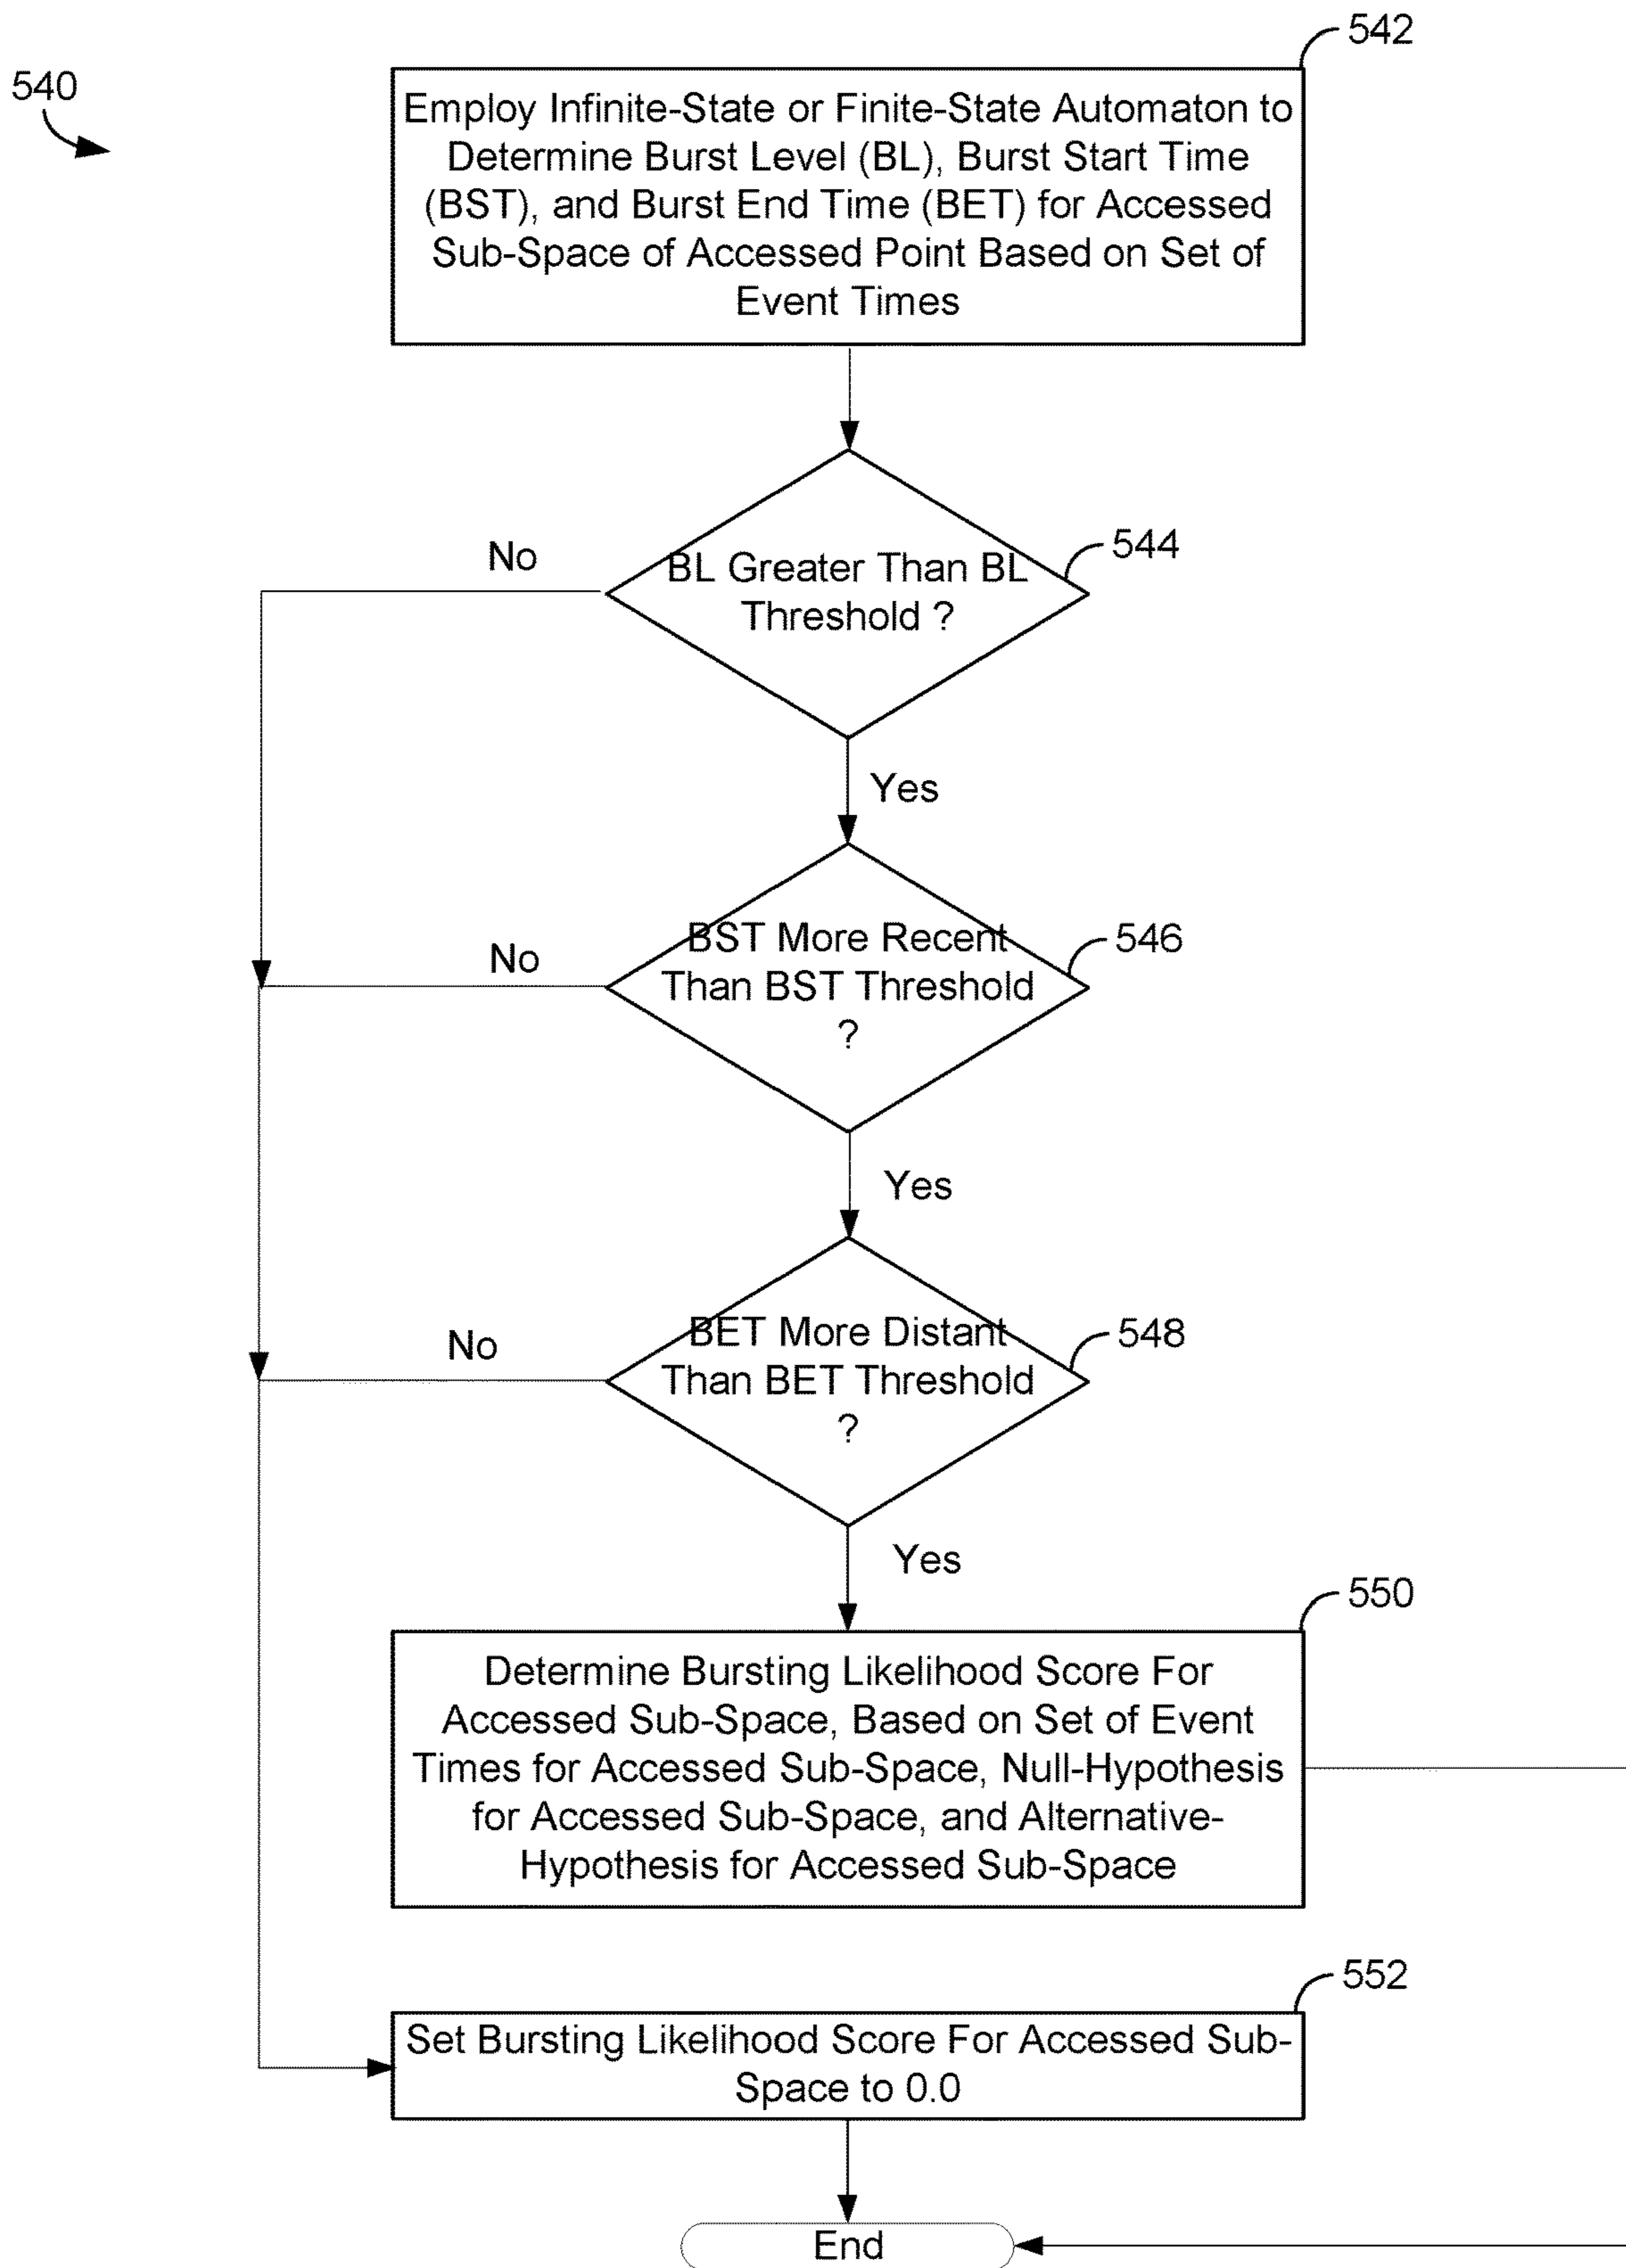 542
540
Employ Infinite-State or Finite-State Automaton to
Determine Burst Level (BL), Burst Start Time
(BST), and Burst End Time (BET) for Accessed
Sub-Space of Accessed Point Based on Set of
Event Times
544
No
BL Greater Than BL
Threshold ?
Yes
546
No
BST More Recent
Than BST Threshold
?
Yes
548
No
BET More Distant
Than BET Threshold
?
Yes
550
Determine Bursting Likelihood Score For
Accessed Sub-Space, Based on Set of Event
Times for Accessed Sub-Space, Null-Hypothesis
for Accessed Sub-Space, and Alternative-
Hypothesis for Accessed Sub-Space
552
Set Bursting Likelihood Score For Accessed Sub-
Space to 0.0
End